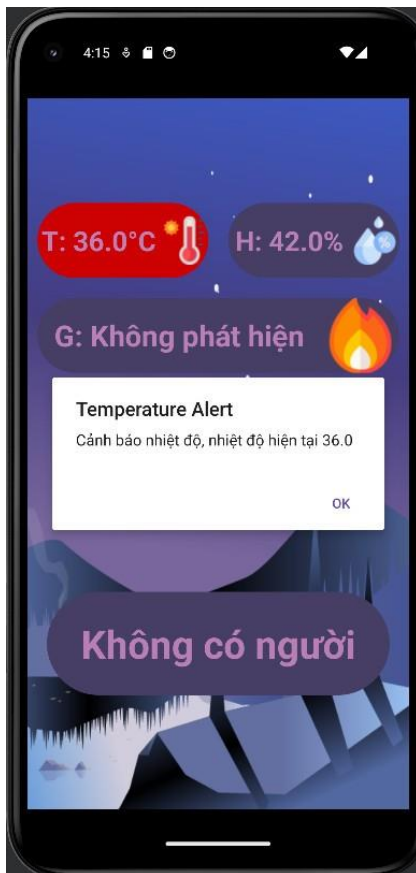 4:15
T: 36.0°C
H: 42.0%
%
G: Không phát hiện
Temperature Alert
Cảnh báo nhiệt độ, nhiệt độ hiện tại 36.0
OK
Không có người